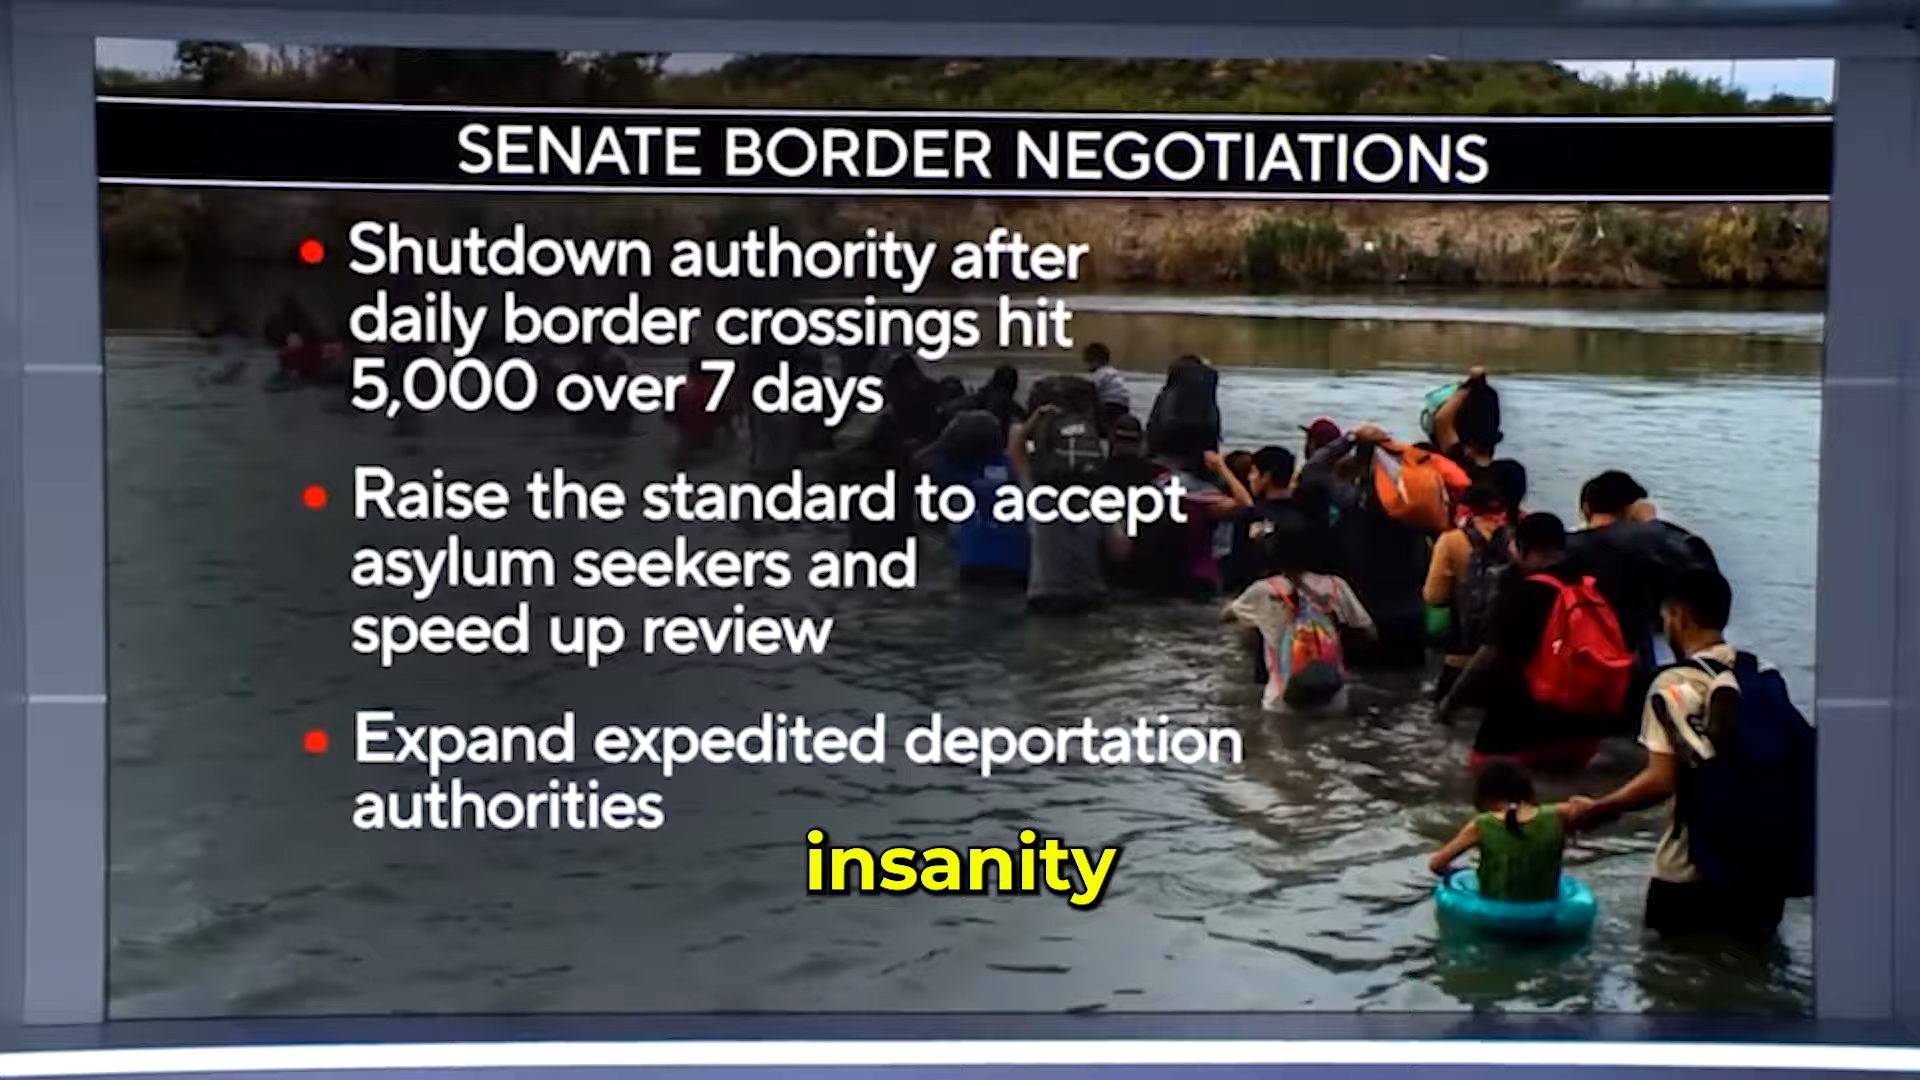 SENATE BORDER NEGOTIATIONS
Shutdown authority after
daily border crossings hit
5,000 over 7 days
Raise the standard to accept
asylum seekers and
speed up review
Expand expedited deportation
authorities
insanity